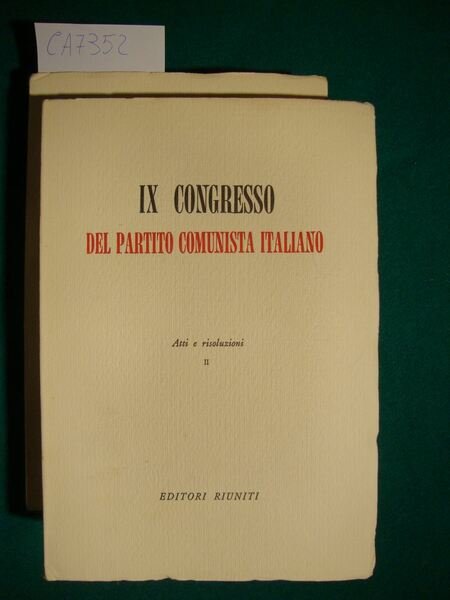 CA7352
IX CONGRESSO
DEL PARTITO COMUNISTA ITALIANO
Atti e risoluzioni
II
EDITORI RIUNITI